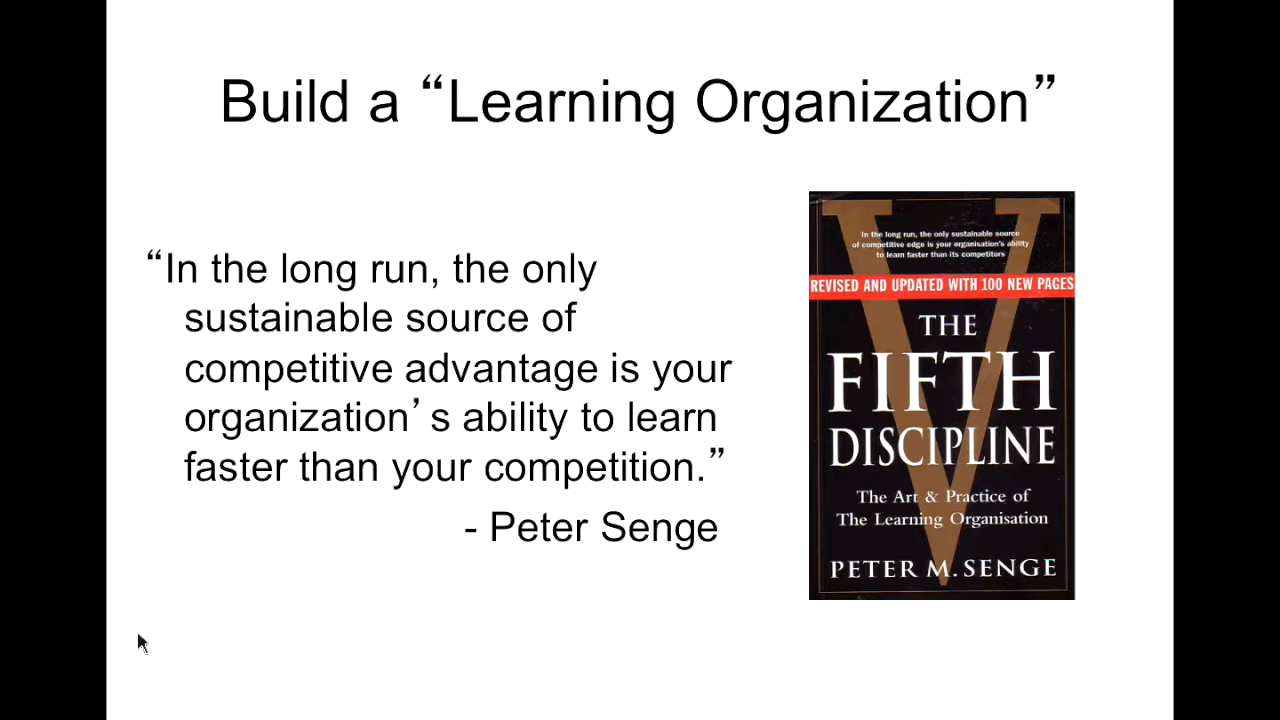 Build a “Learning Organization”
“In the long run, the only
sustainable source of
competitive advantage is your
organization’s ability to learn
faster than your competition.”
- Peter Senge
In the long run, the only sustainable source
of competitive edge is your organisation's ability
to learn faster than its competitors
REVISED AND UPDATED WITH 100 NEW PAGES
THE
FIFTH
DISCIPLINE
The Art & Practice of
The Learning Organisation
PETER M. SENGE